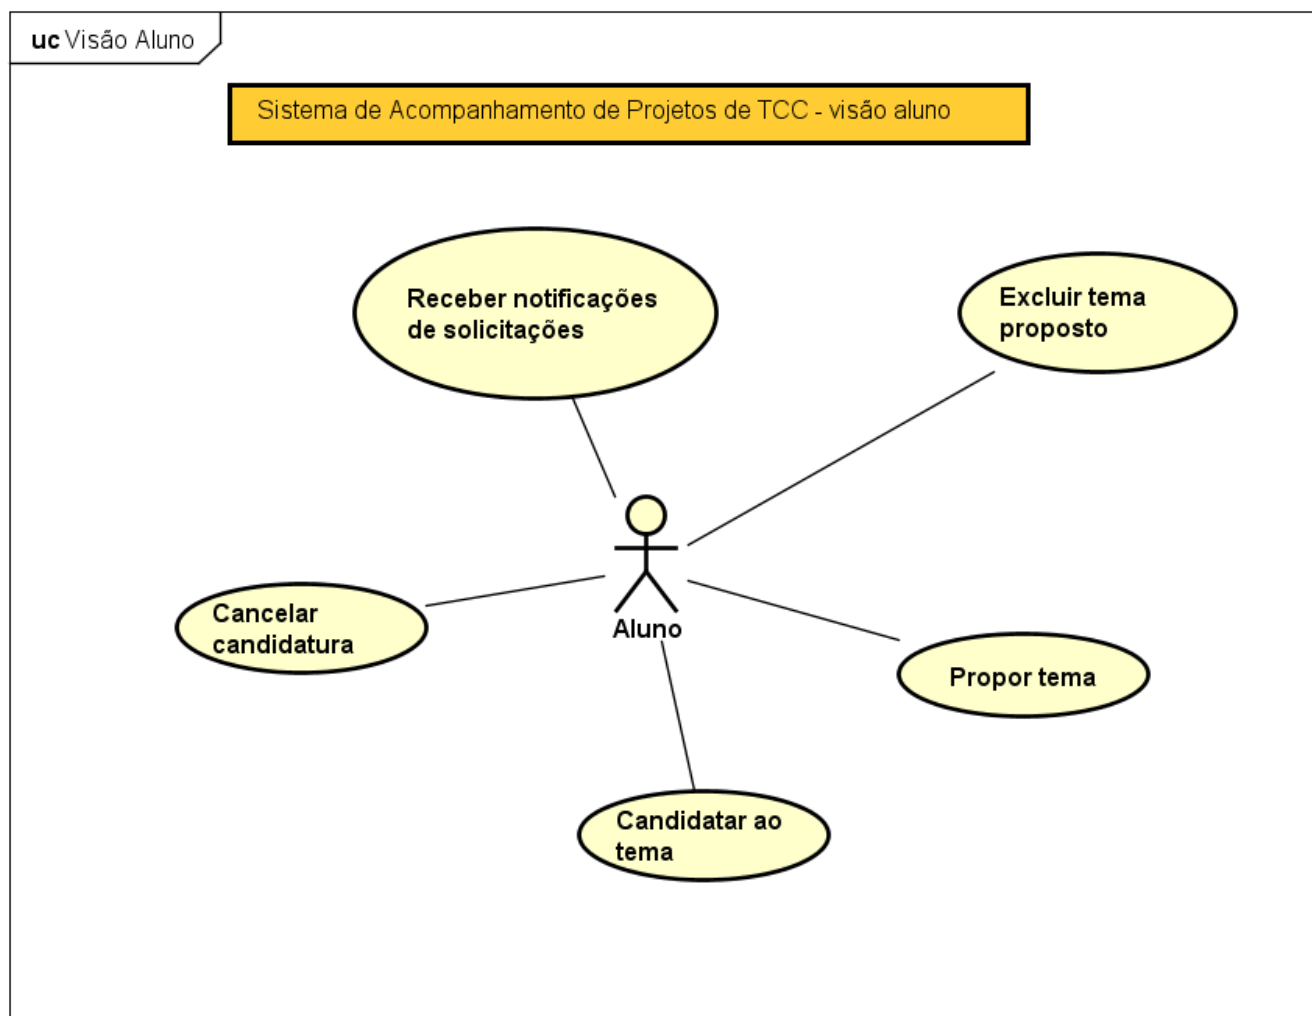 uc Visão Aluno
Sistema de Acompanhamento de Projetos de TCC - visão aluno
Receber notificações
de solicitações
Excluir tema
proposto
Cancelar
candidatura
Aluno
Propor tema
Candidatar ao
tema